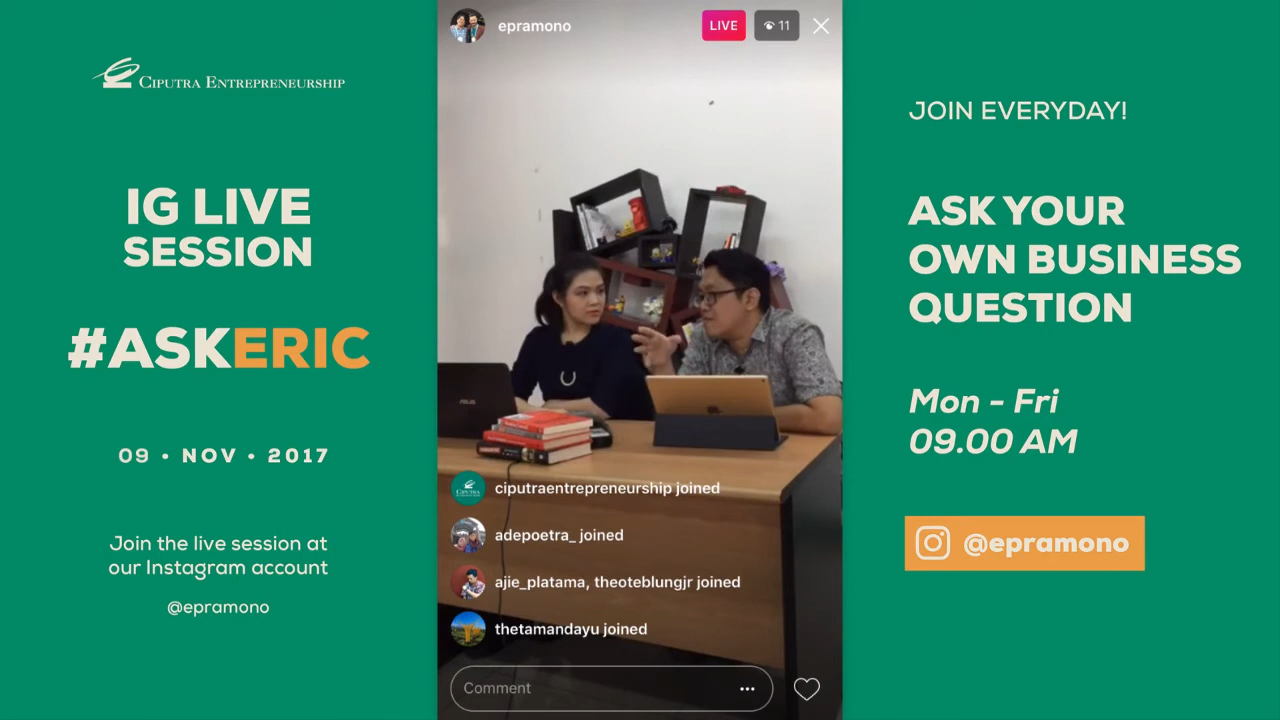 CIPUTRA ENTREPRENEURSHIP
IG LIVE
SESSION
#ASKERIC
09 • NOV • 2017
Join the live session at
our Instagram account
@epramono
epramono
LIVE
11
ASUS
ciputraentrepreneurship joined
adepoetra_ joined
ajie_platama, theoteblungjr joined
thetamandayu joined
Comment
JOIN EVERYDAY!
ASK YOUR
OWN BUSINESS
QUESTION
Mon - Fri
09.00 AM
@epramono